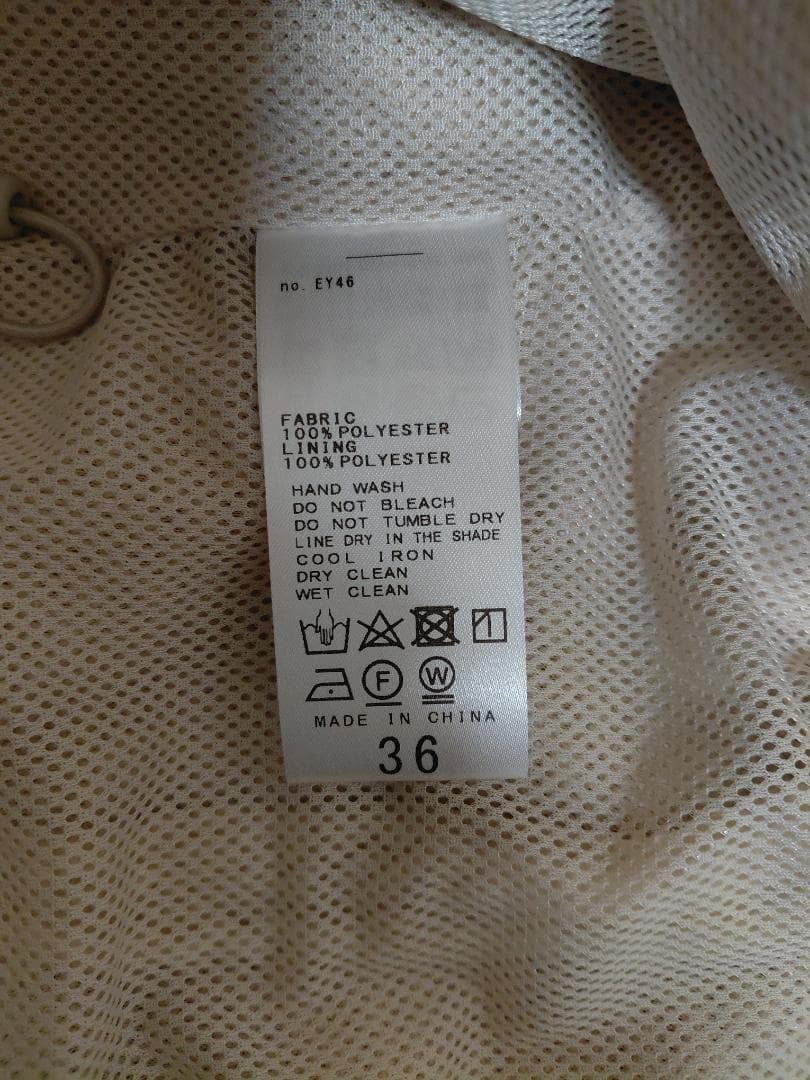 no. EY46
FABRIC
100% POLYESTER
LINING
100% POLYESTER
HAND WASH
DO NOT BLEACH
DO NOT TUMBLE DRY
LINE DRY IN THE SHADE
COOL IRON
DRY CLEAN
WET CLEAN
F W
MADE IN CHINA
36